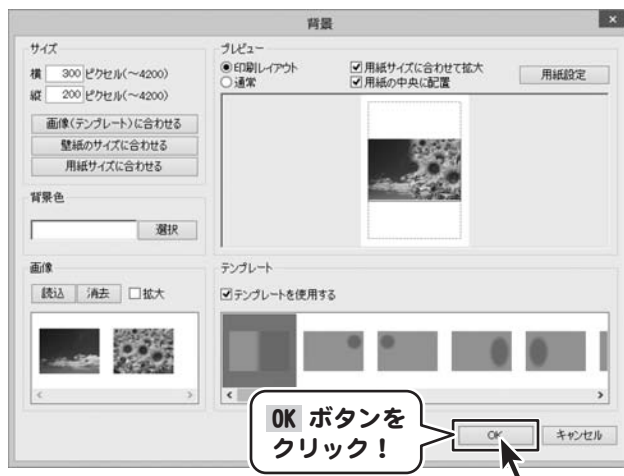 背景
サイズ
横 300 ピクセル(～4200)
縦 200 ピクセル(～4200)
画像(テンプレート)に合わせる
壁紙のサイズに合わせる
用紙サイズに合わせる
背景色
選択
画像
読込 消去 拡大
プレビュー
印刷レイアウト
通常
用紙サイズに合わせて拡大
用紙の中央に配置
用紙設定
テンプレート
テンプレートを使用する
OK ボタンを
クリック！
OK キャンセル